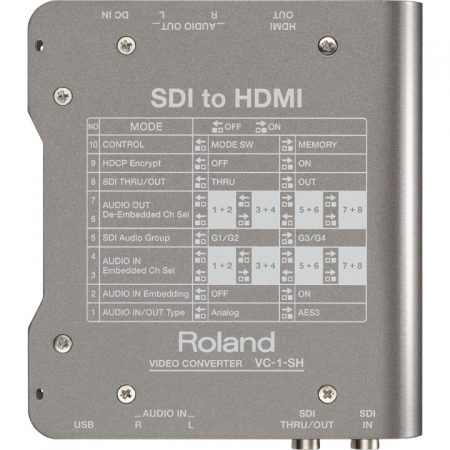 DC IN
AUDIO OUT
L R
HDMI
OUT
SDI to HDMI
NO MODE OFF ON
10 CONTROL MODE SW MEMORY
9 HDCP Encrypt OFF ON
8 SDI THRU/OUT THRU OUT
7 AUDIO OUT
6 De-Embedded Ch Sel 1+2 3+4 5+6 7+8
5 SDI Audio Group G1/G2 G3/G4
4 AUDIO IN
3 Embedded Ch Sel 1+2 3+4 5+6 7+8
2 AUDIO IN Embedding OFF ON
1 AUDIO IN/OUT Type Analog AES3
Roland
VIDEO CONVERTER VC-1-SH
USB
AUDIO IN
R L
SDI
THRU/OUT
SDI
IN